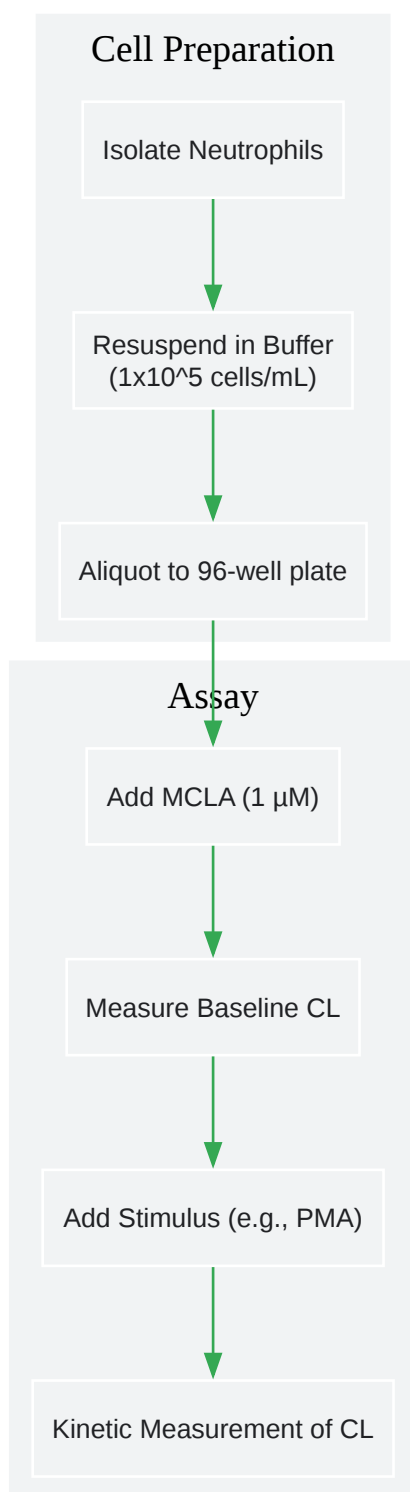 Cell Preparation
Isolate Neutrophils
Resuspend in Buffer
(1x10^5 cells/mL)
Aliquot to 96-well plate
Assay
Add MCLA (1 µM)
Measure Baseline CL
Add Stimulus (e.g., PMA)
Kinetic Measurement of CL